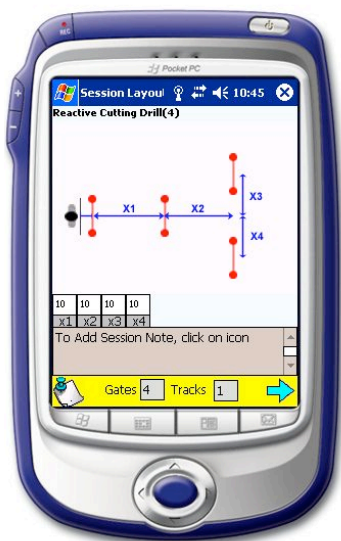 REC
Pocket PC
Session Layou 10:45
Reactive Cutting Drill(4)
X1 X2 X3
X4
10 10 10 10
x1 x2 x3 x4
To Add Session Note, click on icon
Gates 4 Tracks 1